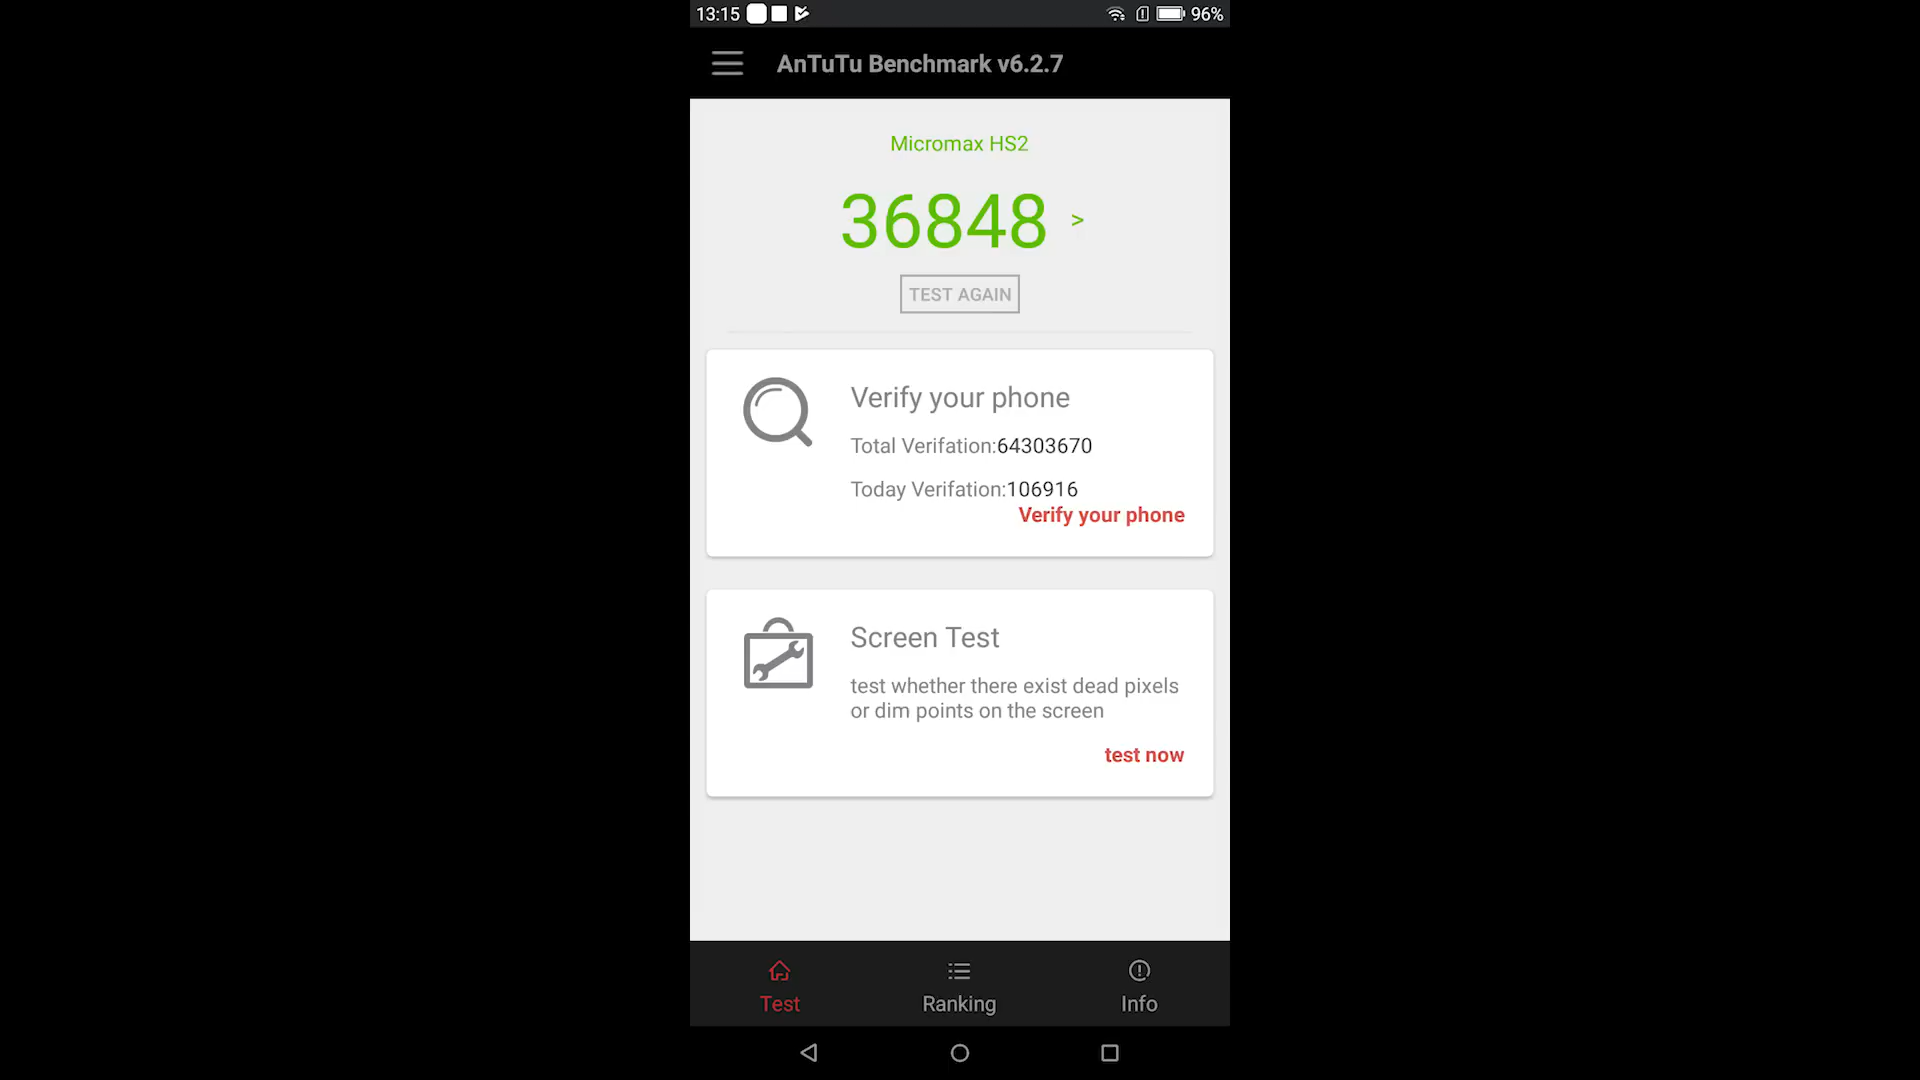 13:15 96%
AnTuTu Benchmark v6.2.7
Micromax HS2
36848 >
TEST AGAIN
Verify your phone
Total Verifation:64303670
Today Verifation:106916
Verify your phone
Screen Test
test whether there exist dead pixels
or dim points on the screen
test now
Test Ranking Info